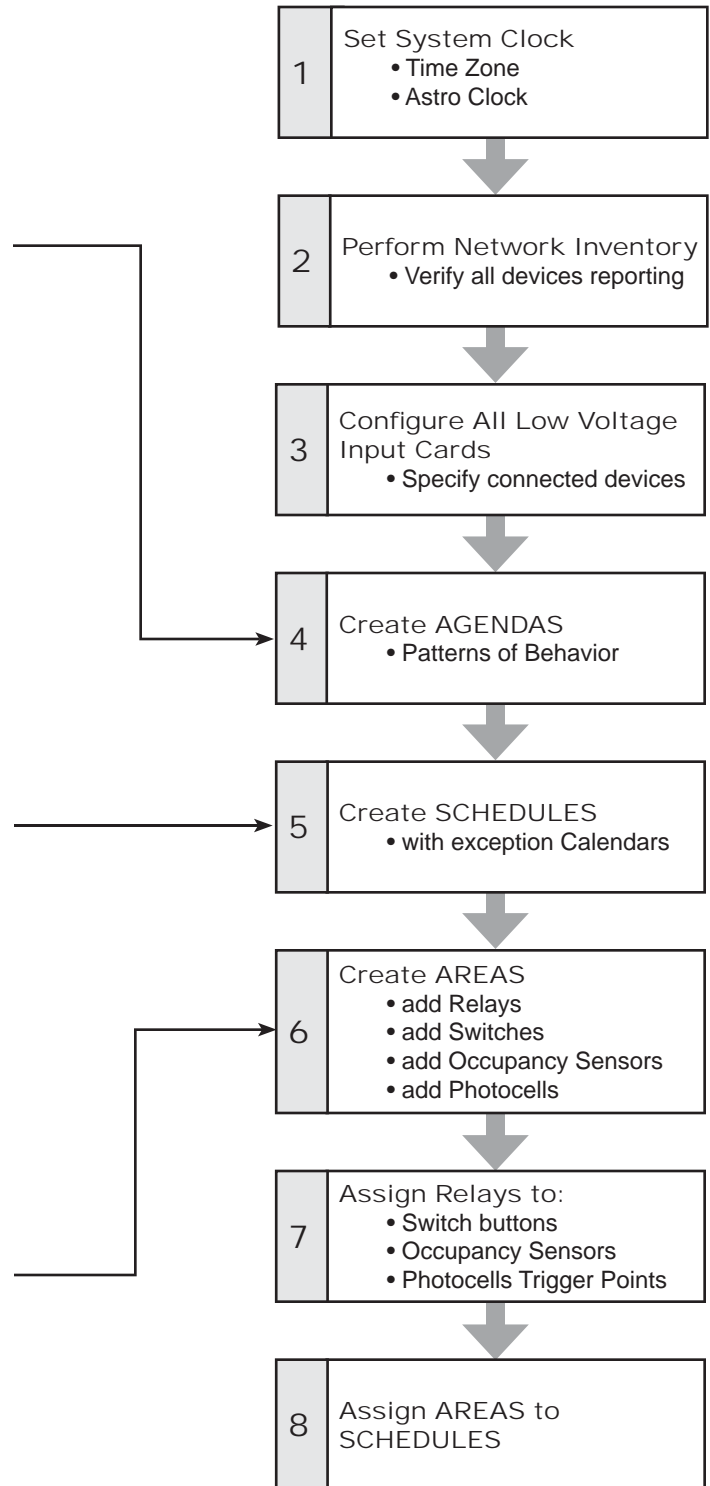 1
Set System Clock
• Time Zone
• Astro Clock
2
Perform Network Inventory
• Verify all devices reporting
3
Configure All Low Voltage
Input Cards
• Specify connected devices
4
Create AGENDAS
• Patterns of Behavior
5
Create SCHEDULES
• with exception Calendars
6
Create AREAS
• add Relays
• add Switches
• add Occupancy Sensors
• add Photocells
7
Assign Relays to:
• Switch buttons
• Occupancy Sensors
• Photocells Trigger Points
8
Assign AREAS to
SCHEDULES